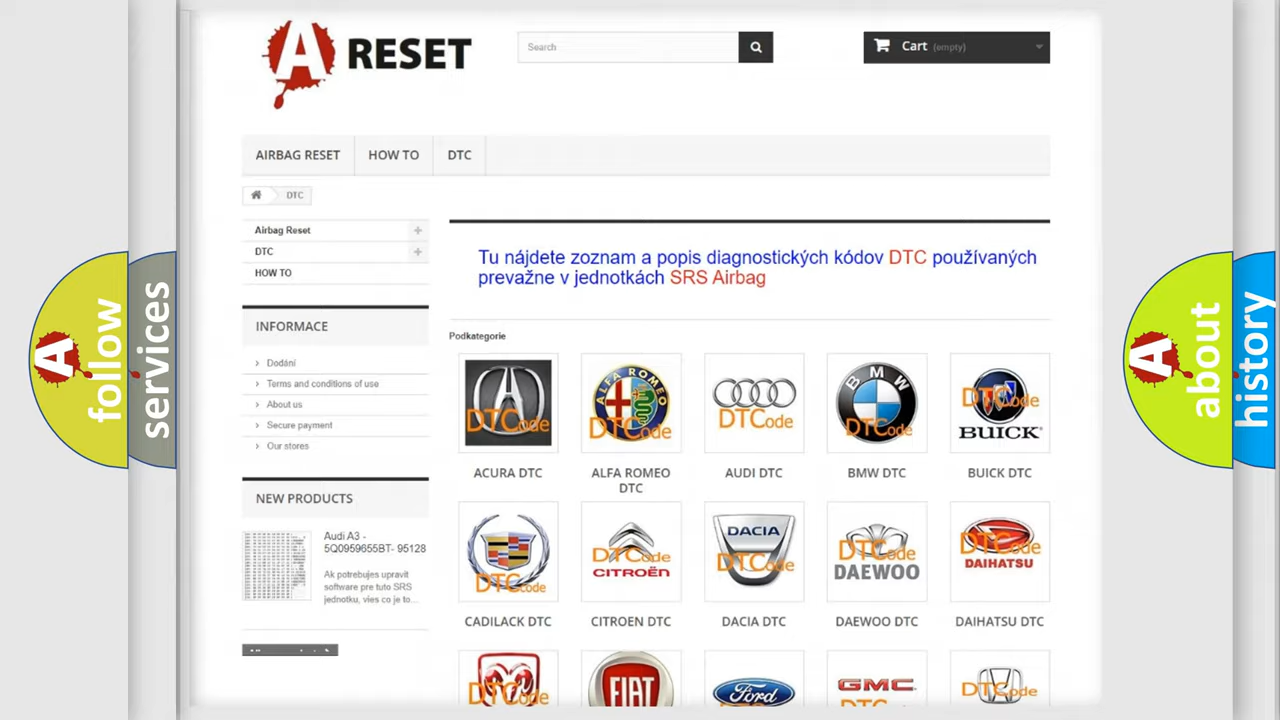 A RESET
Search
Cart (empty)
AIRBAG RESET
HOW TO
DTC
DTC
Airbag Reset
DTC
HOW TO
INFORMACE
Dodání
Terms and conditions of use
About us
Secure payment
Our stores
NEW PRODUCTS
Audi A3 -
5Q0959655BT- 95128
Ak potrebujes upravit
software pre tuto SRS
jednotku, vies co je to...
Tu nájdete zoznam a popis diagnostických kódov DTC používaných
prevažne v jednotkách SRS Airbag
Podkategorie
DTCode
ALFA ROMEO
DTCode
DTCode
BMW
DTCode
DTCode
BUICK
ACURA DTC
ALFA ROMEO
DTC
AUDI DTC
BMW DTC
BUICK DTC
DTCode
DTCode
CITROËN
DACIA
DTCode
DTCode
DAEWOO
DTCode
DAIHATSU
CADILACK DTC
CITROEN DTC
DACIA DTC
DAEWOO DTC
DAIHATSU DTC
DTCode
FIAT
Ford
GMC
DTCode
A follow
services
A about
history